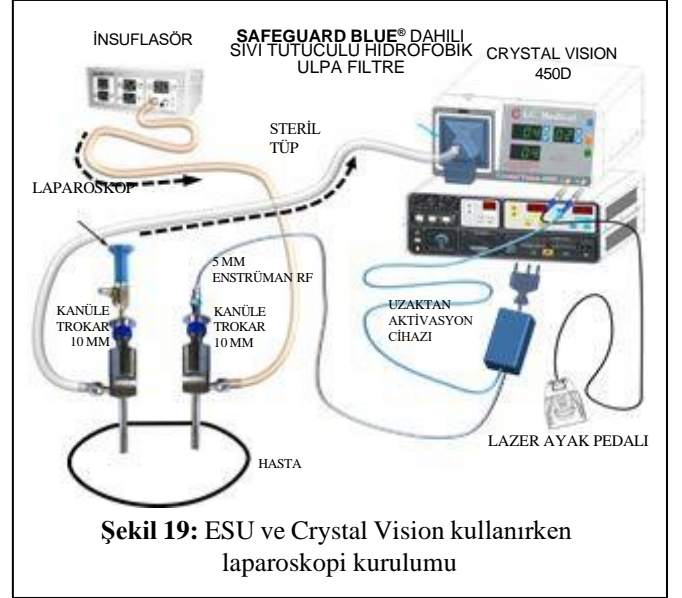 İNSUFLASÖR
SAFEGUARD BLUE® DAHILI
SIVI TUTUCULU HIDROFOBIK
ULPA FILTRE
CRYSTAL VISION
450D
STERİL
TÜP
LAPAROSKOP
5 MM
ENSTRÜMAN RF
KANÜLE
TROKAR
10 MM
KANÜLE
TROKAR
10 MM
UZAKTAN
AKTİVASYON
CİHAZI
LAZER AYAK PEDALI
HASTA
Şekil 19: ESU ve Crystal Vision kullanırken
laparoskopi kurulumu